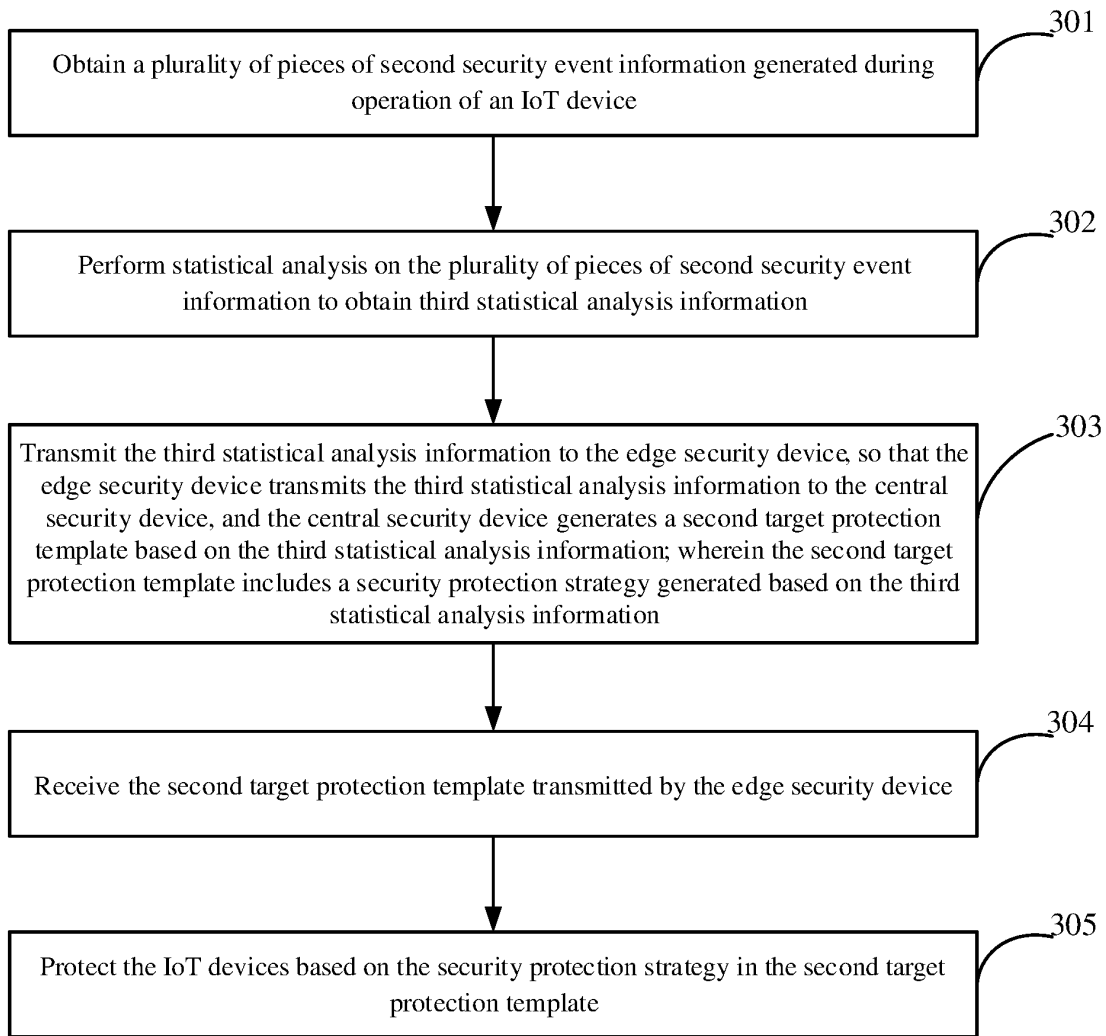 301
Obtain a plurality of pieces of second security event information generated during
operation of an IoT device
302
Perform statistical analysis on the plurality of pieces of second security event
information to obtain third statistical analysis information
303
Transmit the third statistical analysis information to the edge security device, so that the
edge security device transmits the third statistical analysis information to the central
security device, and the central security device generates a second target protection
template based on the third statistical analysis information; wherein the second target
protection template includes a security protection strategy generated based on the third
statistical analysis information
304
Receive the second target protection template transmitted by the edge security device
305
Protect the IoT devices based on the security protection strategy in the second target
protection template